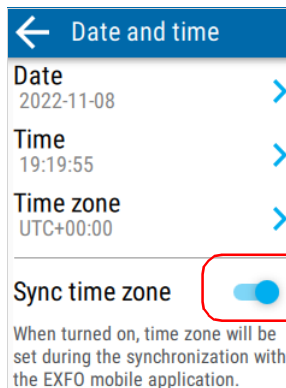 Date and time
Date
2022-11-08
Time
19:19:55
Time zone
UTC+00:00
Sync time zone
When turned on, time zone will be
set during the synchronization with
the EXFO mobile application.